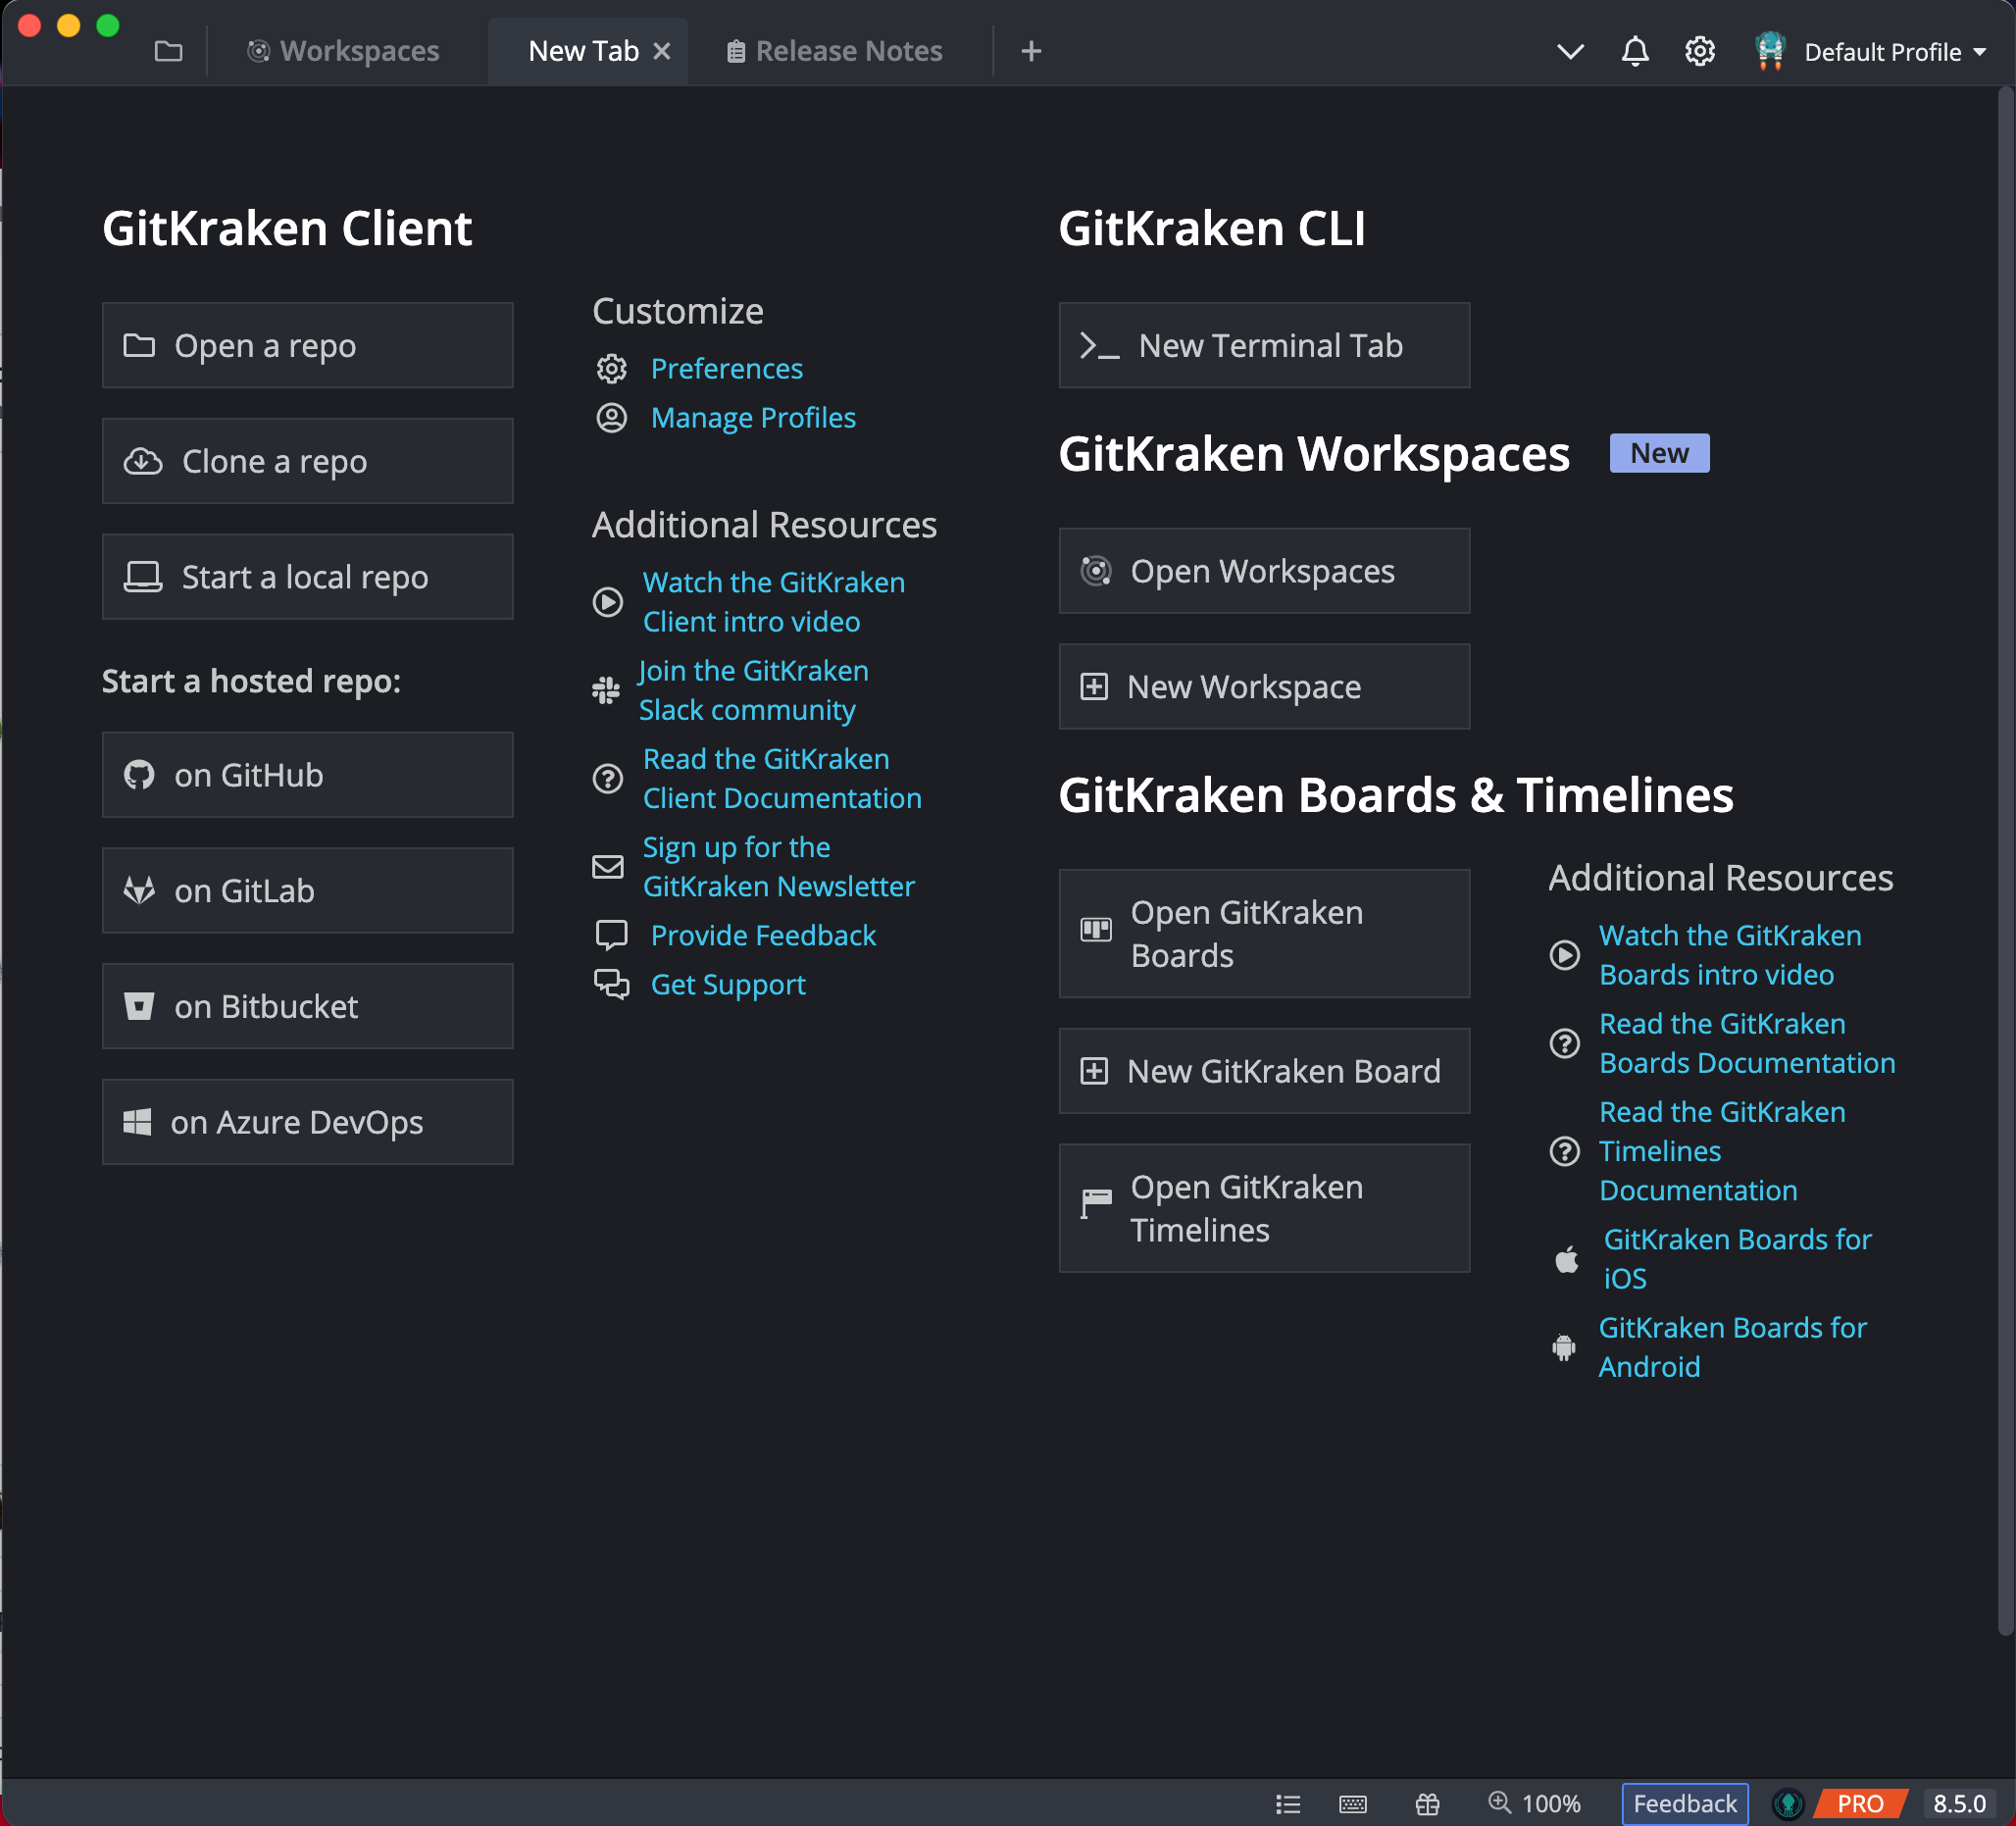 Workspaces
New Tab
Release Notes
Default Profile
GitKraken Client
Open a repo
Clone a repo
Start a local repo
Start a hosted repo:
on GitHub
on GitLab
on Bitbucket
on Azure DevOps
Customize
Preferences
Manage Profiles
Additional Resources
Watch the GitKraken
Client intro video
Join the GitKraken
Slack community
Read the GitKraken
Client Documentation
Sign up for the
GitKraken Newsletter
Provide Feedback
Get Support
GitKraken CLI
New Terminal Tab
GitKraken Workspaces
New
Open Workspaces
New Workspace
GitKraken Boards & Timelines
Open GitKraken
Boards
New GitKraken Board
Open GitKraken
Timelines
Additional Resources
Watch the GitKraken
Boards intro video
Read the GitKraken
Boards Documentation
Read the GitKraken
Timelines
Documentation
GitKraken Boards for
iOS
GitKraken Boards for
Android
100%
Feedback
PRO
8.5.0